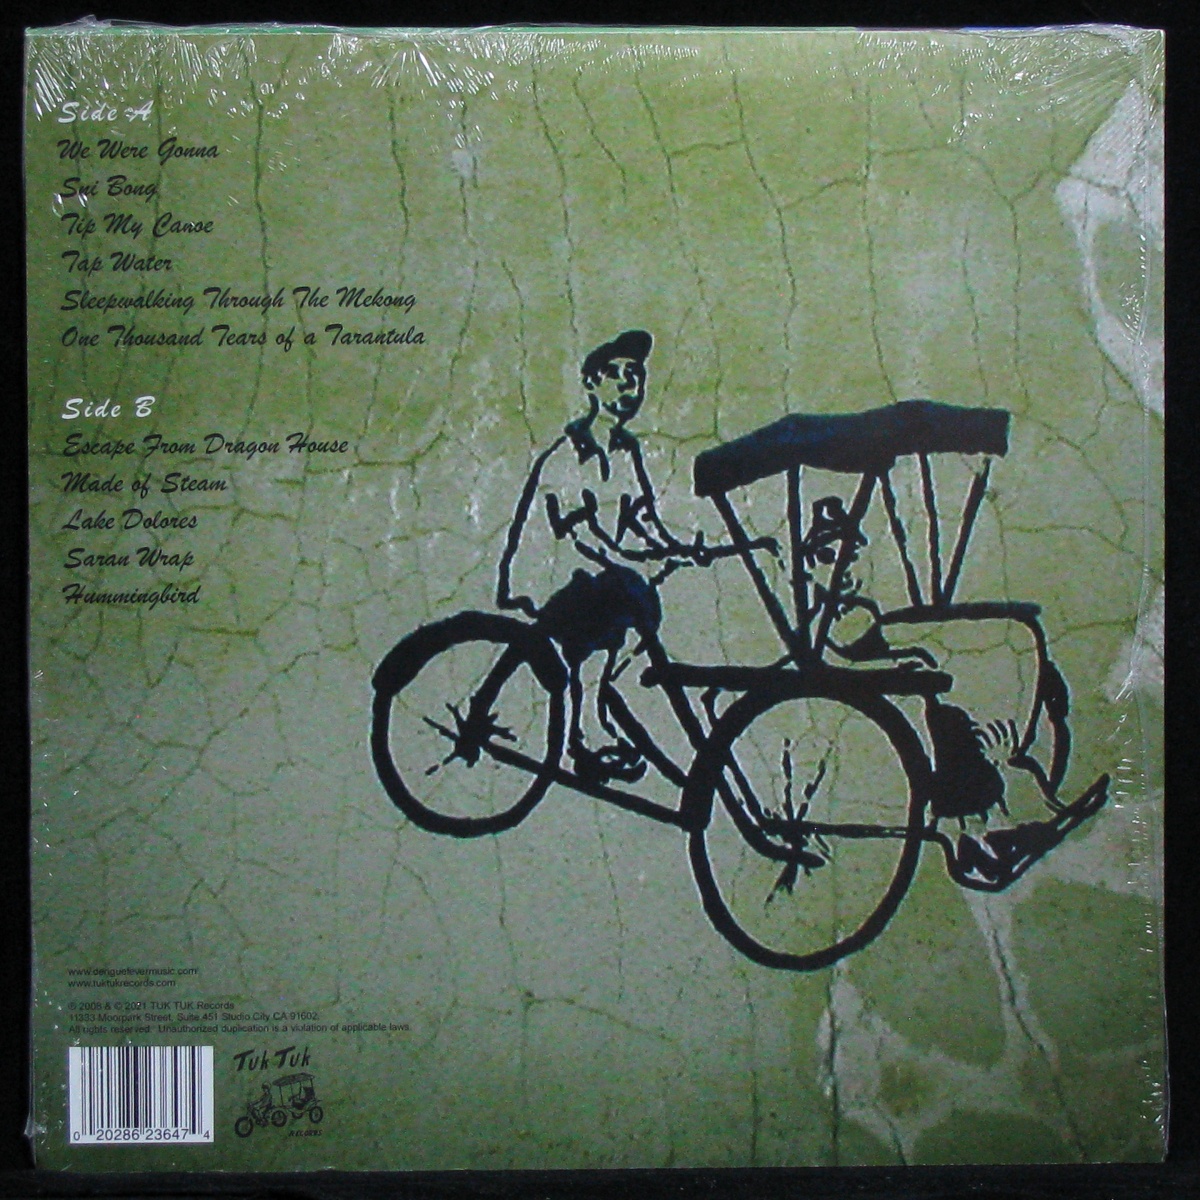 Side A
We Were Gonna
Sni Bong
Tip My Canoe
Tap Water
Sleepwalking Through The Mekong
One Thousand Tears of a Tarantula
Side B
Escape From Dragon House
Made of Steam
Lake Dolores
Saran Wrap
Hummingbird
www.denguefevermusic.com
www.tuktukrecords.com
℗ 2008 & © 2021 TUK TUK Records
11333 Moorpark Street, Suite 451 Studio City CA 91602.
All rights reserved. Unauthorized duplication is a violation of applicable laws.
Tuk Tuk
RECORDS
0 20286 23647 4